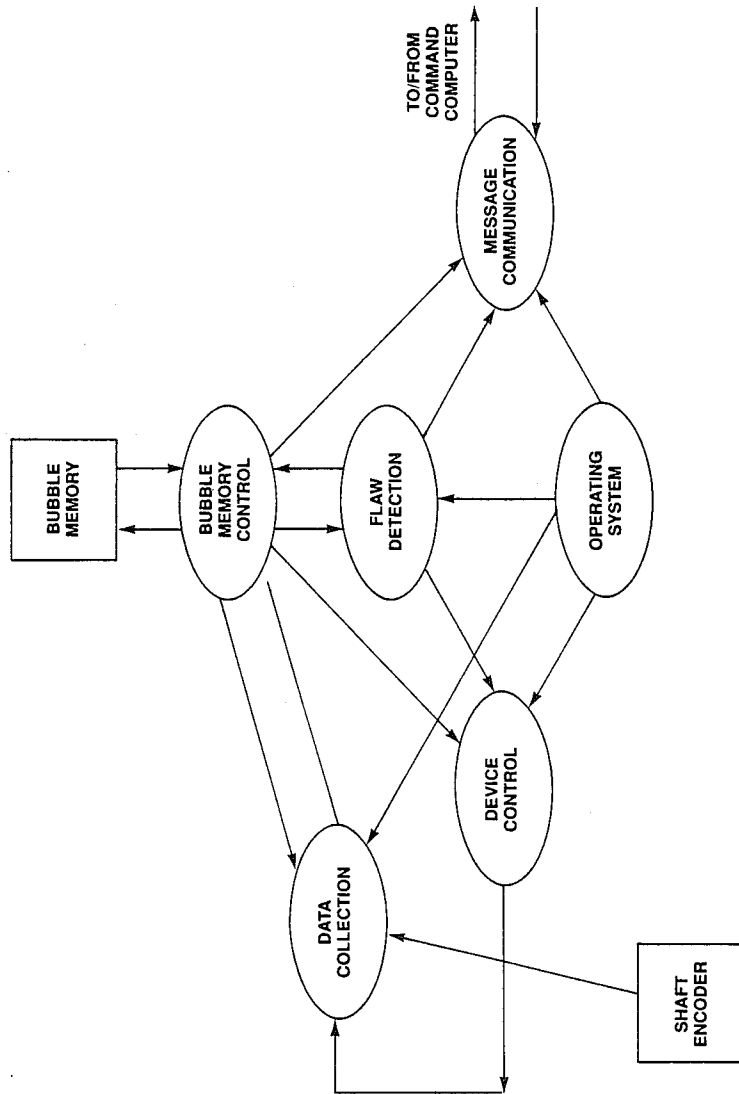 BUBBLE
MEMORY
BUBBLE
MEMORY
CONTROL
DATA
COLLECTION
FLAW
DETECTION
TO/FROM
COMMAND
COMPUTER
DEVICE
CONTROL
MESSAGE
COMMUNICATION
OPERATING
SYSTEM
SHAFT
ENCODER